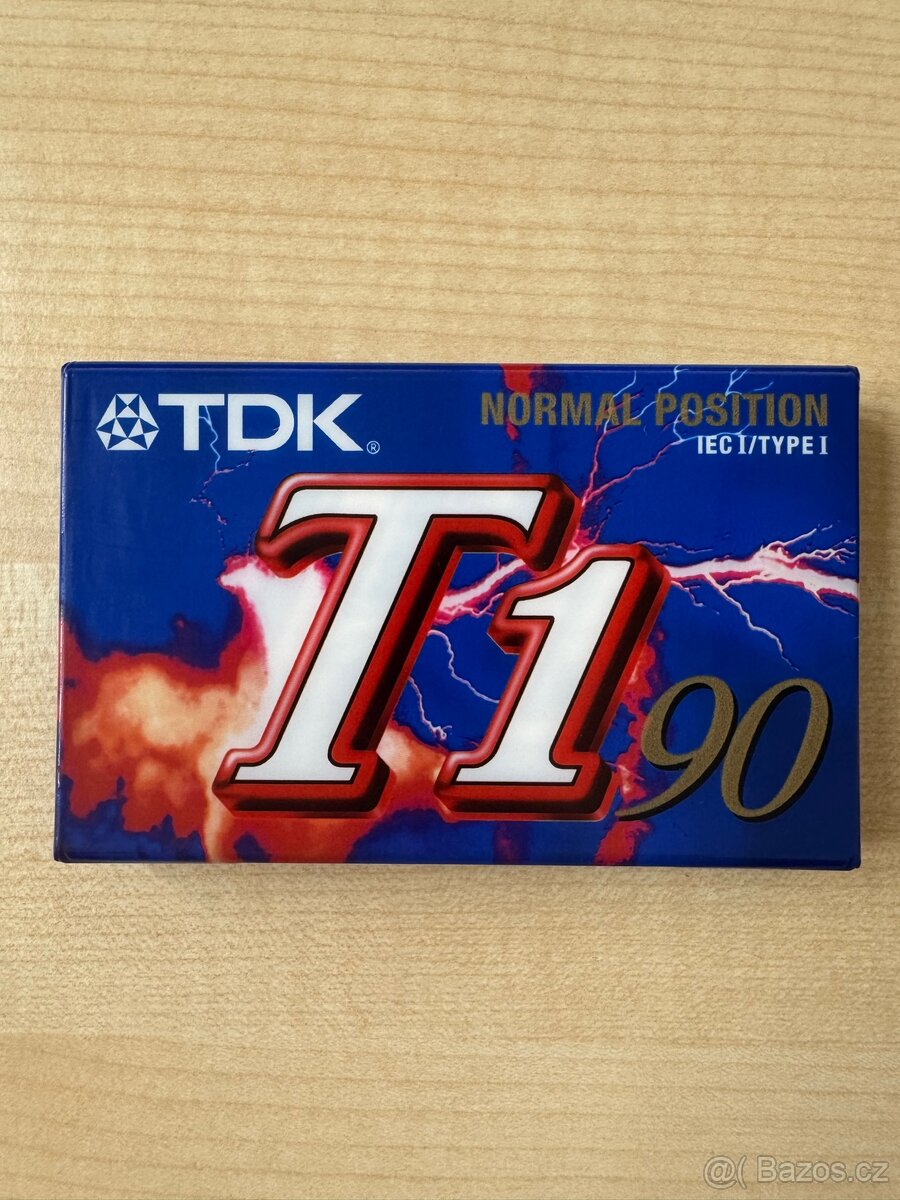 TDK®
NORMAL POSITION
IEC I/TYPE I
T1
90
@( Bazos.cz